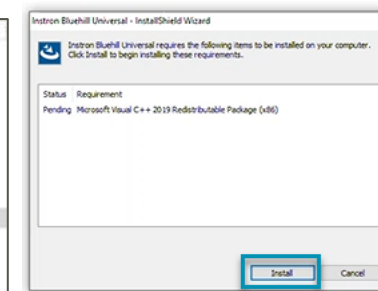 Instron Bluehill Universal - InstallShield Wizard
Instron Bluehill Universal requires the following items to be installed on your computer.
Click Install to begin installing these requirements.
Status Requirement
Pending Microsoft Visual C++ 2019 Redistributable Package (x86)
Install Cancel